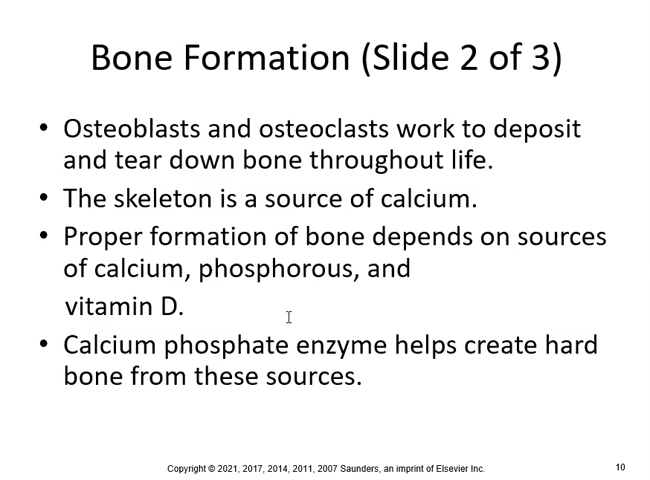 Bone Formation (Slide 2 of 3)
• Osteoblasts and osteoclasts work to deposit
and tear down bone throughout life.
• The skeleton is a source of calcium.
• Proper formation of bone depends on sources
of calcium, phosphorous, and
vitamin D.
• Calcium phosphate enzyme helps create hard
bone from these sources.
Copyright © 2021, 2017, 2014, 2011, 2007 Saunders, an imprint of Elsevier Inc.
10